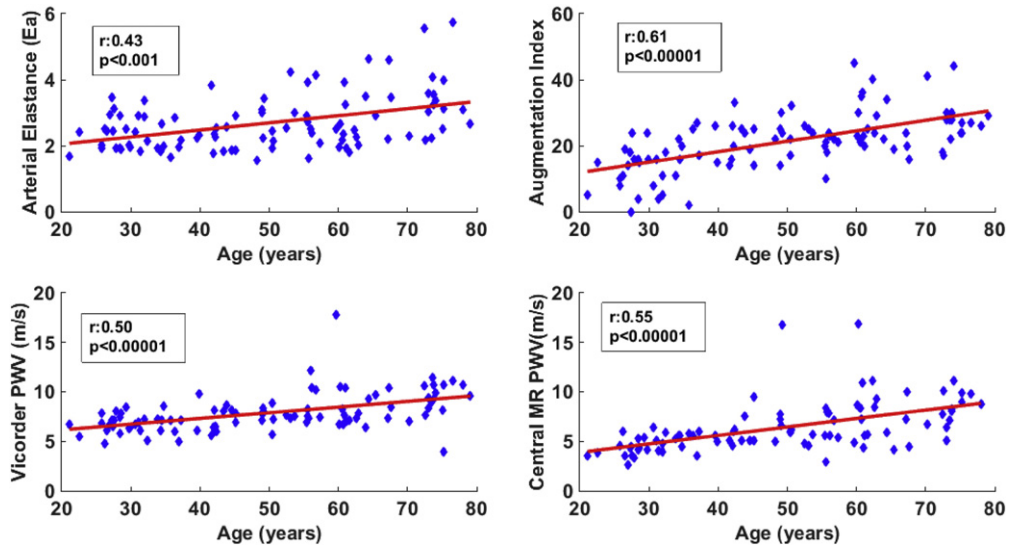 Arterial Elastance (Ea)
6
4
2
0
r:0.43
p<0.001
20 30 40 50 60 70 80
Age (years)
Augmentation Index
60
40
20
0
r:0.61
p<0.00001
20 30 40 50 60 70 80
Age (years)
Vicorder PWV (m/s)
20
15
10
5
0
r:0.50
p<0.00001
20 30 40 50 60 70 80
Age (years)
Central MR PWV(m/s)
20
15
10
5
0
r:0.55
p<0.00001
20 30 40 50 60 70 80
Age (years)